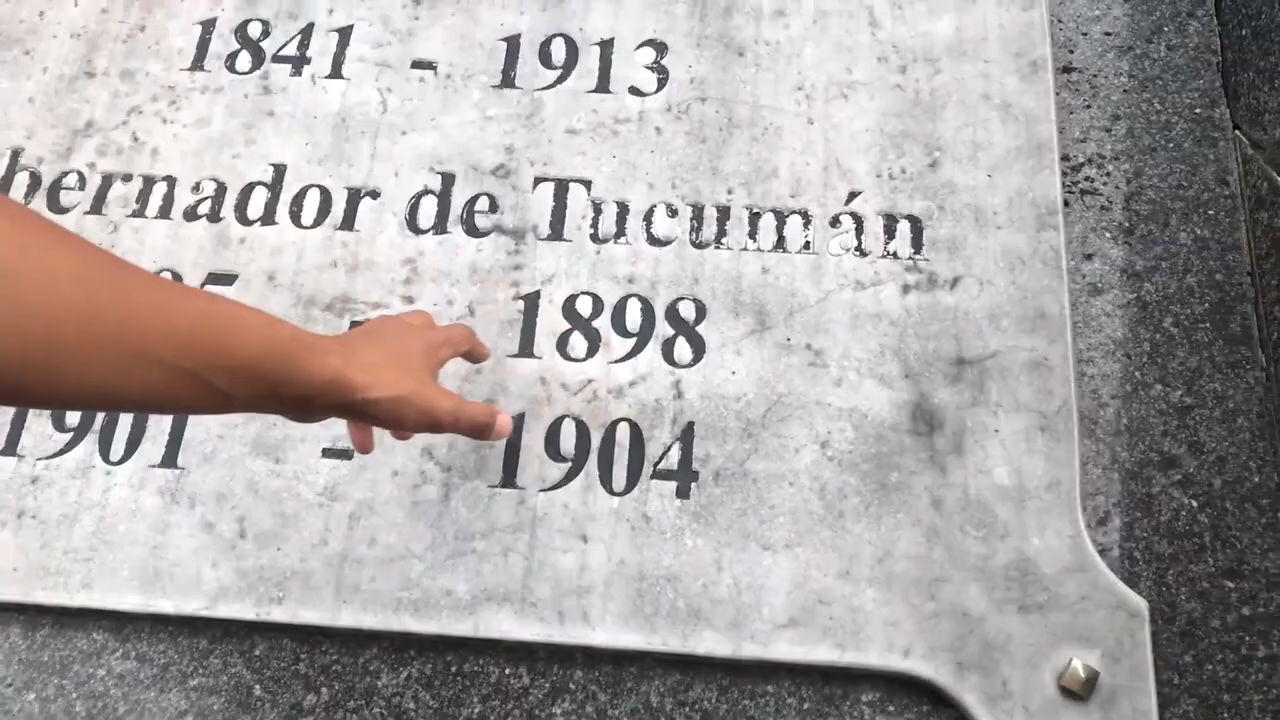 1841 - 1913
bernador de Tucumán
1898
1901 - 1904